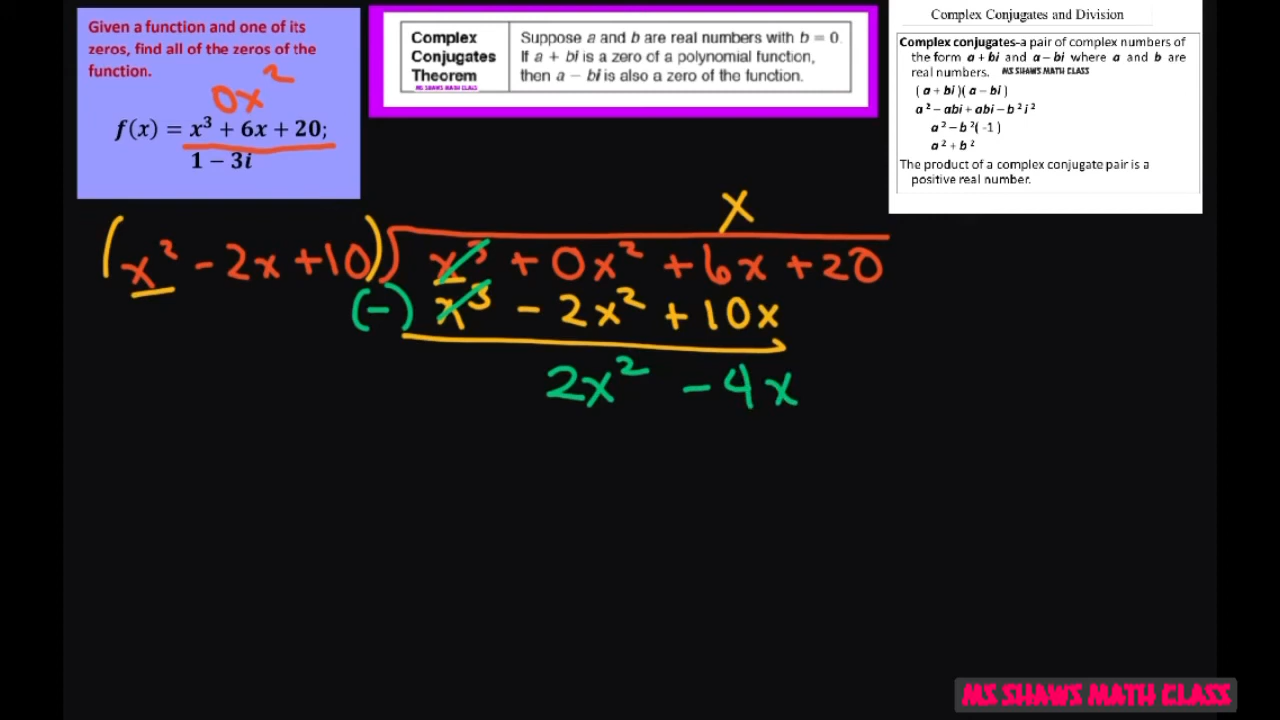 Given a function and one of its
zeros, find all of the zeros of the
function.
0x²
f(x) = x³ + 6x + 20;
1 − 3i
Complex
Conjugates
Theorem
MS SHAWS MATH CLASS
Suppose a and b are real numbers with b = 0.
If a + bi is a zero of a polynomial function,
then a − bi is also a zero of the function.
Complex Conjugates and Division
Complex conjugates-a pair of complex numbers of
the form a + bi and a − bi where a and b are
real numbers. MS SHAWS MATH CLASS
( a + bi )( a − bi )
a² − abi + abi − b² i²
a² − b²( -1 )
a² + b²
The product of a complex conjugate pair is a
positive real number.
x
(x² − 2x + 10) ) x³ + 0x² + 6x + 20
(−) x³ − 2x² + 10x
2x² − 4x
MS SHAWS MATH CLASS